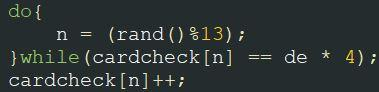 do{
    n = (rand()%13);
}while(cardcheck[n] == de * 4);
cardcheck[n]++;